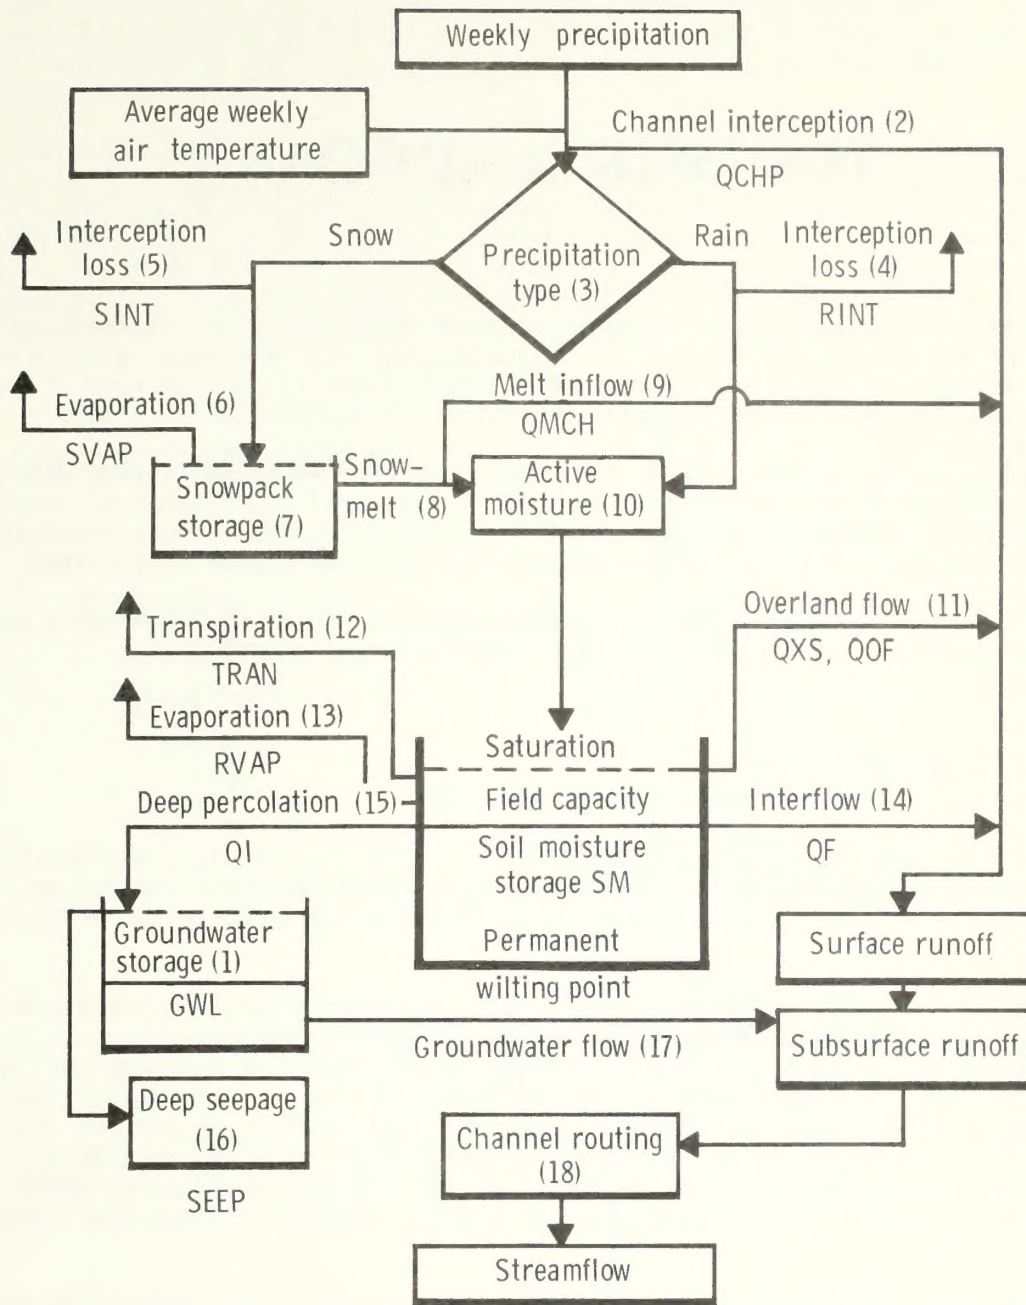 Weekly precipitation
Average weekly
air temperature
Channel interception (2)
QCHP
Interception
loss (5)
SINT
Snow
Precipitation
type (3)
Rain
Interception
loss (4)
RINT
Evaporation (6)
SVAP
Melt inflow (9)
QMCH
Snowpack
storage (7)
Snow-
melt (8)
Active
moisture (10)
Transpiration (12)
TRAN
Overland flow (11)
QXS, QOF
Evaporation (13)
RVAP
Saturation
Deep percolation (15)
QI
Field capacity
Interflow (14)
QF
Soil moisture
storage SM
Permanent
wilting point
Groundwater
storage (1)
GWL
Surface runoff
Groundwater flow (17)
Subsurface runoff
Deep seepage
(16)
SEEP
Channel routing
(18)
Streamflow